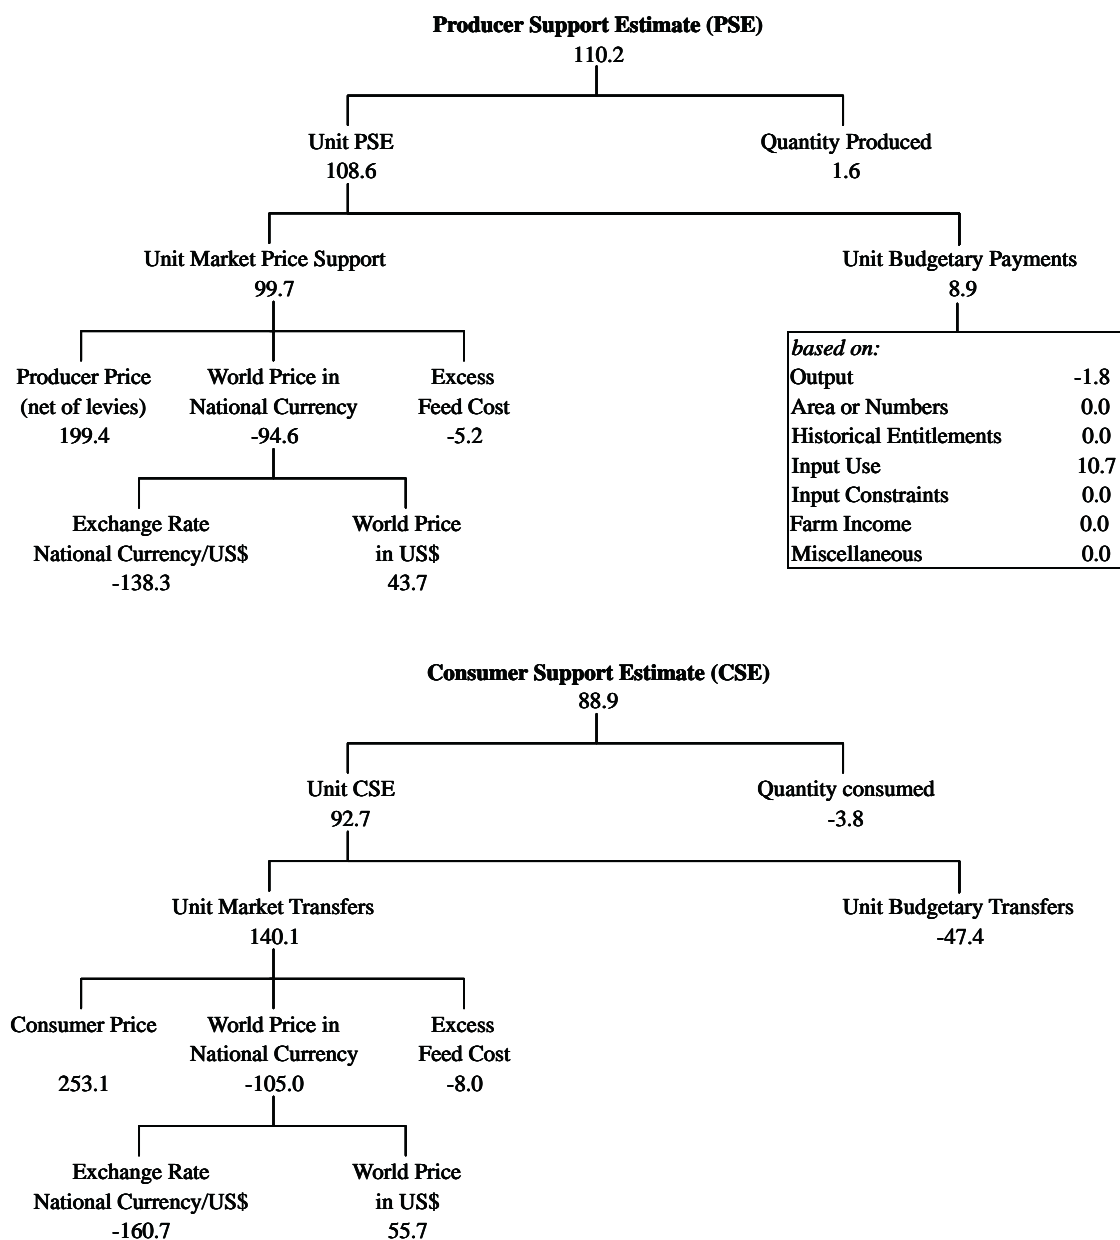 Producer Support Estimate (PSE)
110.2
Unit PSE
Quantity Produced
108.6
1.6
Unit Market Price Support
Unit Budgetary Payments
99.7
8.9
based on:
Producer Price
(net of levies)
199.4
World Price in
National Currency
-94.6
Excess
Feed Cost
-5.2
Output -1.8
Area or Numbers 0.0
Historical Entitlements 0.0
Input Use 10.7
Input Constraints 0.0
Farm Income 0.0
Miscellaneous 0.0
Exchange Rate
National Currency/US$
-138.3
World Price
in US$
43.7
Consumer Support Estimate (CSE)
88.9
Unit CSE
Quantity consumed
92.7
-3.8
Unit Market Transfers
Unit Budgetary Transfers
140.1
-47.4
Consumer Price
253.1
World Price in
National Currency
-105.0
Excess
Feed Cost
-8.0
Exchange Rate
National Currency/US$
-160.7
World Price
in US$
55.7